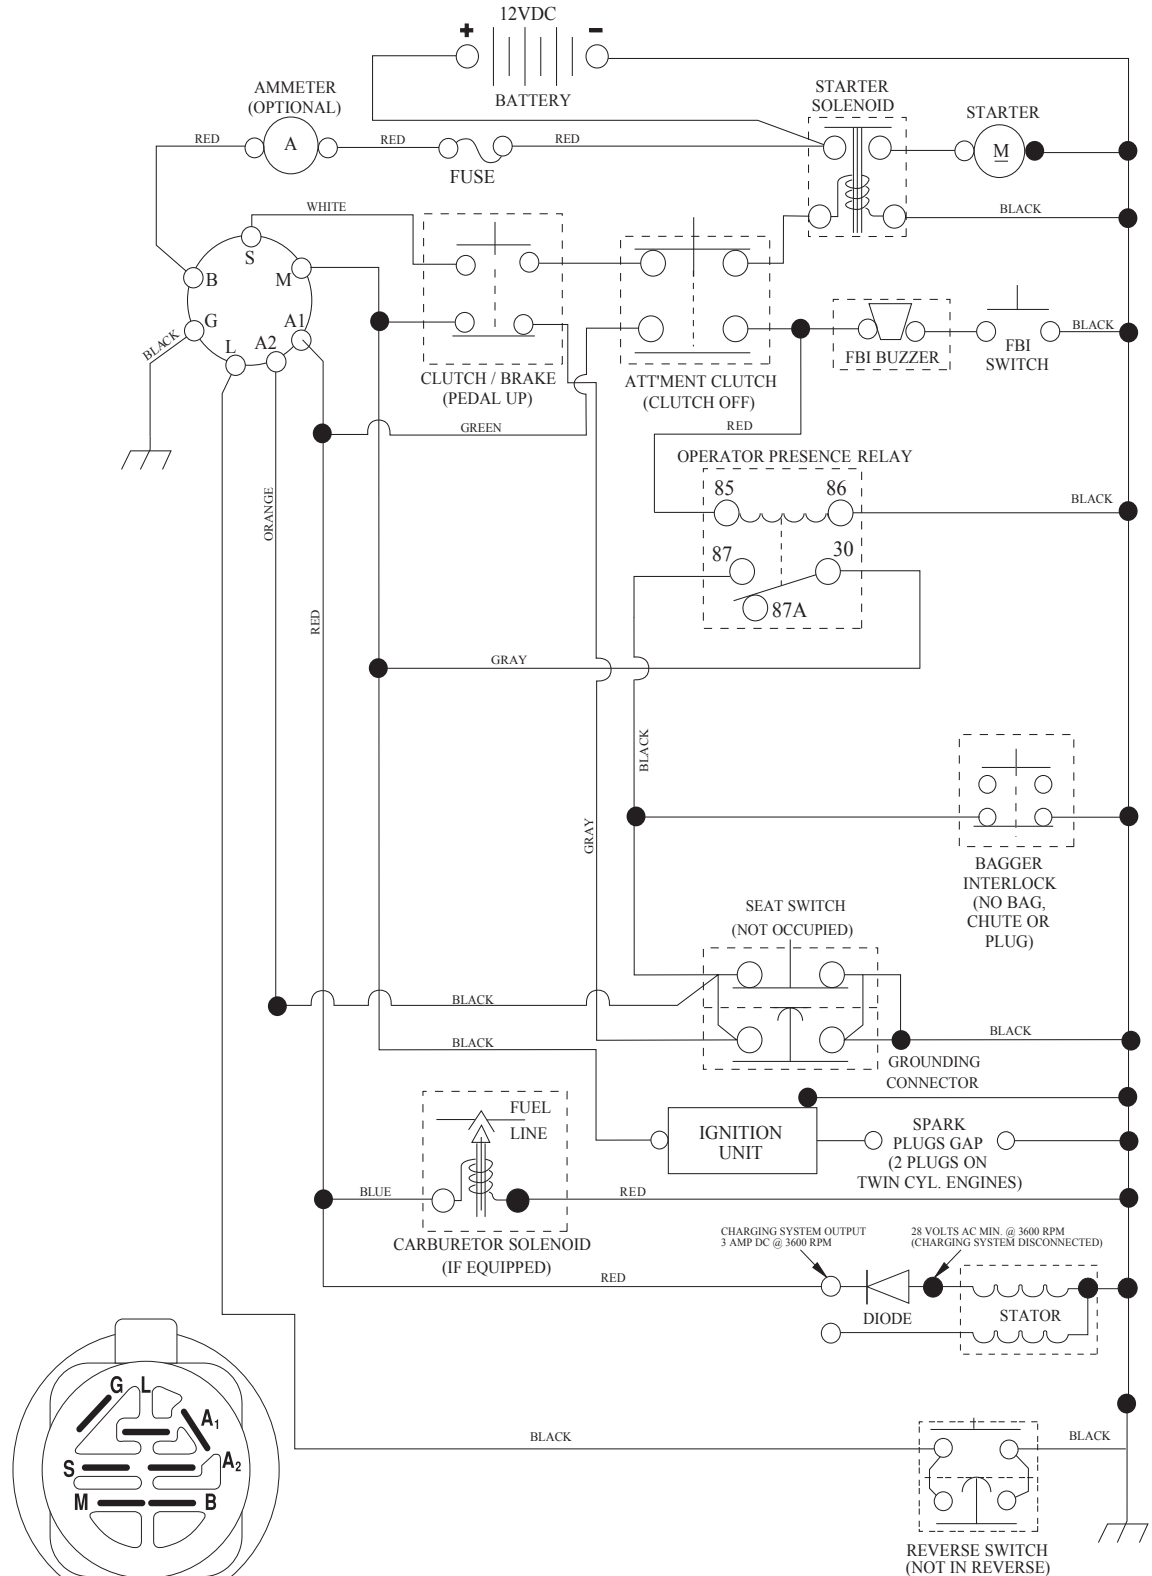 12VDC
+
-
BATTERY
AMMETER
(OPTIONAL)
RED
A
RED
FUSE
RED
STARTER
SOLENOID
STARTER
M
BLACK
WHITE
S
B
M
G
A1
A2
L
BLACK
CLUTCH / BRAKE
(PEDAL UP)
ATT'MENT CLUTCH
(CLUTCH OFF)
FBI BUZZER
FBI
SWITCH
BLACK
GREEN
RED
OPERATOR PRESENCE RELAY
85
86
BLACK
87
30
87A
ORANGE
RED
GRAY
BLACK
GRAY
BAGGER
INTERLOCK
(NO BAG,
CHUTE OR
PLUG)
SEAT SWITCH
(NOT OCCUPIED)
BLACK
BLACK
BLACK
GROUNDING
CONNECTOR
FUEL
LINE
IGNITION
UNIT
SPARK
PLUGS GAP
(2 PLUGS ON
TWIN CYL. ENGINES)
BLUE
RED
CARBURETOR SOLENOID
(IF EQUIPPED)
CHARGING SYSTEM OUTPUT
3 AMP DC @ 3600 RPM
28 VOLTS AC MIN. @ 3600 RPM
(CHARGING SYSTEM DISCONNECTED)
RED
DIODE
STATOR
G
L
A1
A2
S
M
B
BLACK
BLACK
REVERSE SWITCH
(NOT IN REVERSE)